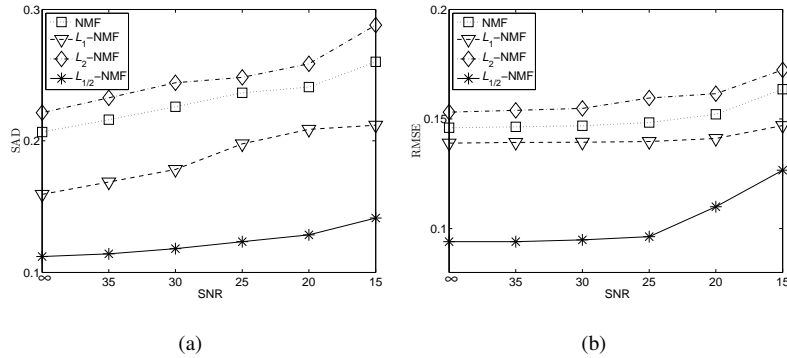 0.3
0.2
0.1
SAD
NMF
L1–NMF
L2–NMF
L1/2–NMF
∞ 35 30 25 20 15
SNR
(a)
0.2
0.15
0.1
RMSE
NMF
L1–NMF
L2–NMF
L1/2–NMF
∞ 35 30 25 20 15
SNR
(b)